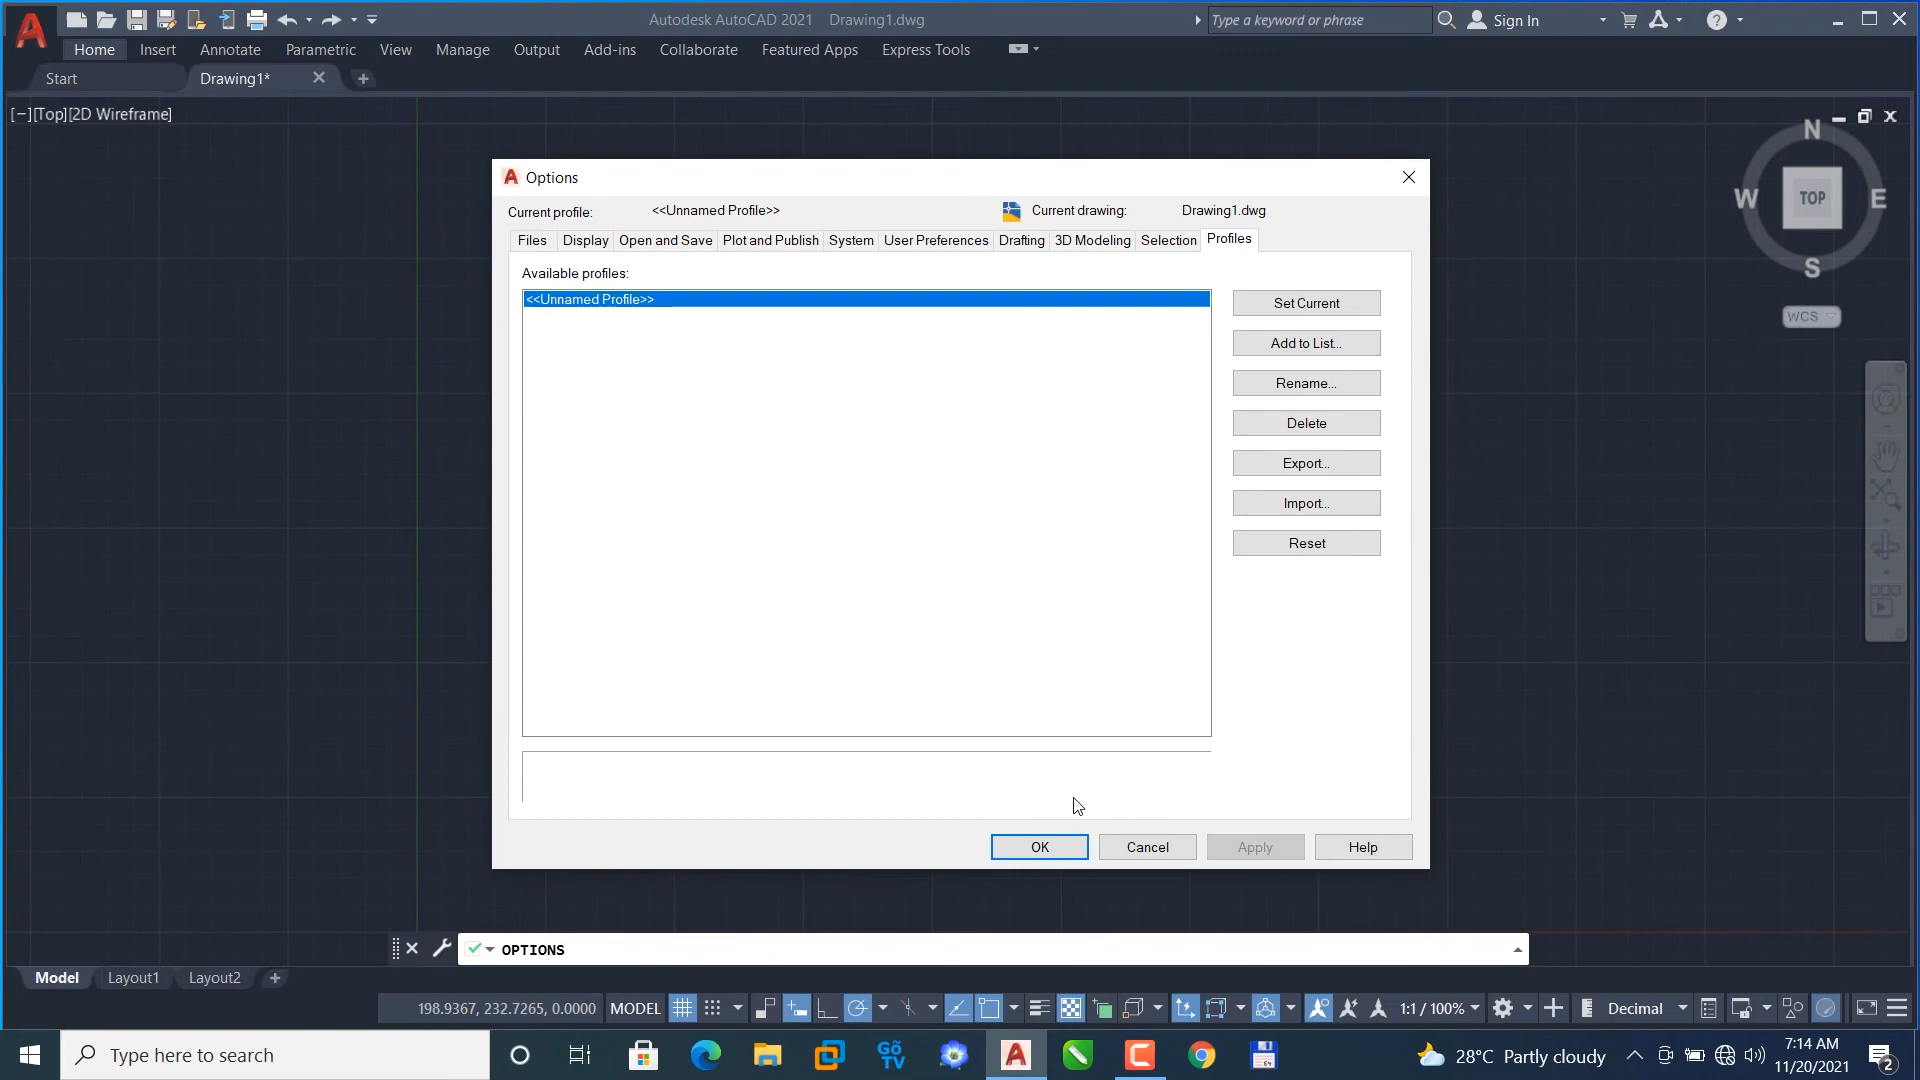 Autodesk AutoCAD 2021 Drawing1.dwg
Type a keyword or phrase
Sign In
Home Insert Annotate Parametric View Manage Output Add-ins Collaborate Featured Apps Express Tools
Start Drawing1*
[−][Top][2D Wireframe]
N
W TOP E
S
WCS
Options
Current profile: <<Unnamed Profile>> Current drawing: Drawing1.dwg
Files Display Open and Save Plot and Publish System User Preferences Drafting 3D Modeling Selection Profiles
Available profiles:
<<Unnamed Profile>>
Set Current
Add to List...
Rename...
Delete
Export...
Import...
Reset
OK Cancel Apply Help
OPTIONS
Model Layout1 Layout2
198.9367, 232.7265, 0.0000 MODEL 1:1 / 100% Decimal
Type here to search
Gõ
TV
64
28°C Partly cloudy
7:14 AM
11/20/2021
2